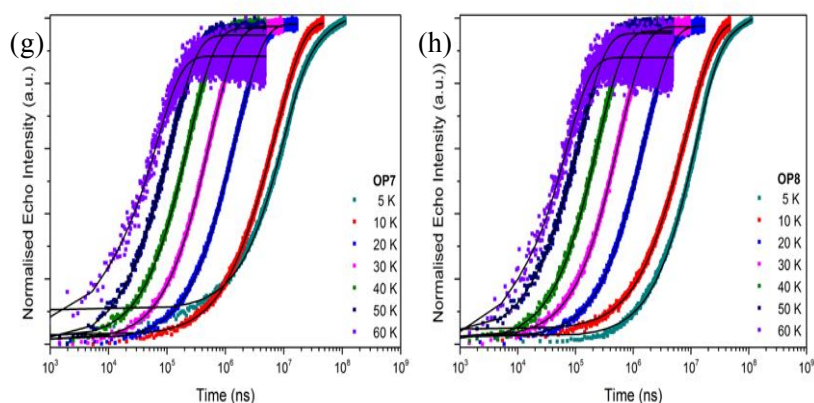 (g)
Normalised Echo Intensity (a.u.)
OP7
5 K
10 K
20 K
30 K
40 K
50 K
60 K
10³ 10⁴ 10⁵ 10⁶ 10⁷ 10⁸ 10⁹
Time (ns)
(h)
Normalised Echo Intensity (a.u.))
OP8
5 K
10 K
20 K
30 K
40 K
50 K
60 K
10³ 10⁴ 10⁵ 10⁶ 10⁷ 10⁸ 10⁹
Time (ns)